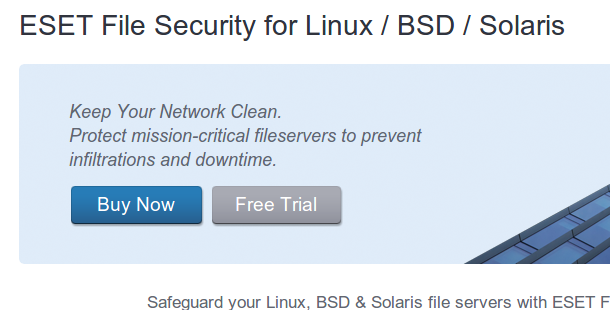 ESET File Security for Linux / BSD / Solaris
Keep Your Network Clean.
Protect mission-critical fileservers to prevent
infiltrations and downtime.
Buy Now
Free Trial
Safeguard your Linux, BSD & Solaris file servers with ESET F